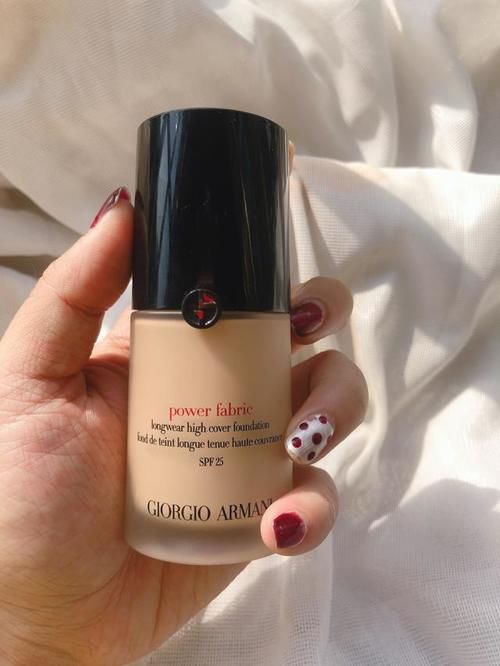 power fabric
longwear high cover foundation
fond de teint longue tenue haute couvrance
SPF 25
GIORGIO ARMANI